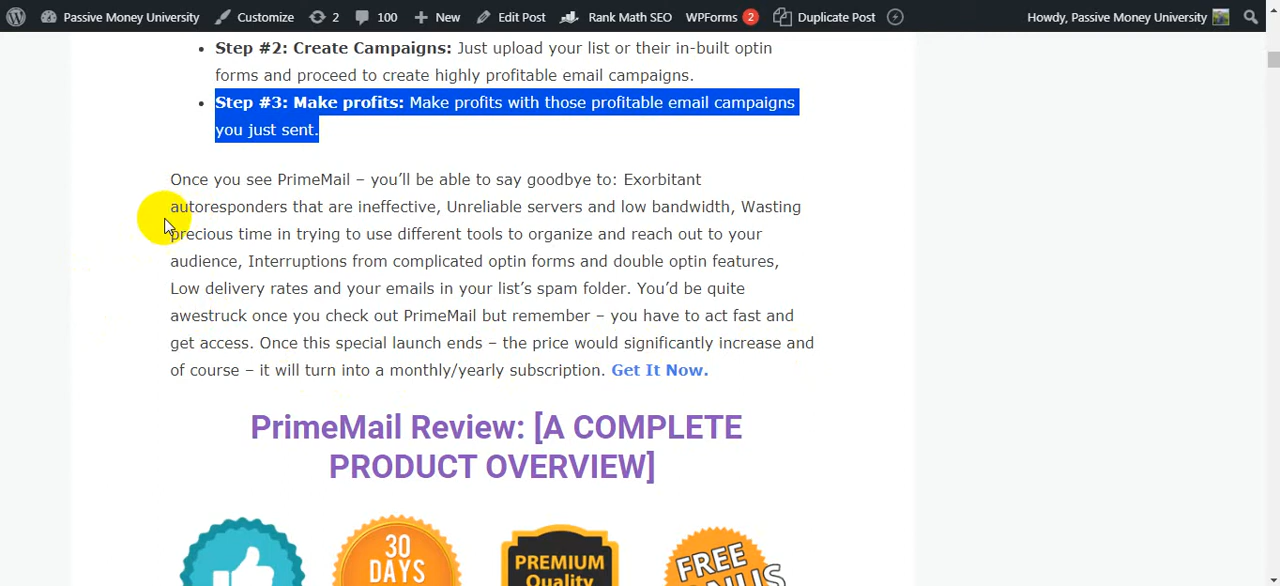 Passive Money University Customize 2 100 New Edit Post Rank Math SEO WPForms 2 Duplicate Post Howdy, Passive Money University
Step #2: Create Campaigns: Just upload your list or their in-built optin
forms and proceed to create highly profitable email campaigns.
Step #3: Make profits: Make profits with those profitable email campaigns
you just sent.
Once you see PrimeMail – you'll be able to say goodbye to: Exorbitant
autoresponders that are ineffective, Unreliable servers and low bandwidth, Wasting
precious time in trying to use different tools to organize and reach out to your
audience, Interruptions from complicated optin forms and double optin features,
Low delivery rates and your emails in your list's spam folder. You'd be quite
awestruck once you check out PrimeMail but remember – you have to act fast and
get access. Once this special launch ends – the price would significantly increase and
of course – it will turn into a monthly/yearly subscription. Get It Now.
PrimeMail Review: [A COMPLETE
PRODUCT OVERVIEW]
30
DAYS
PREMIUM
Quality
FREE
BONUS